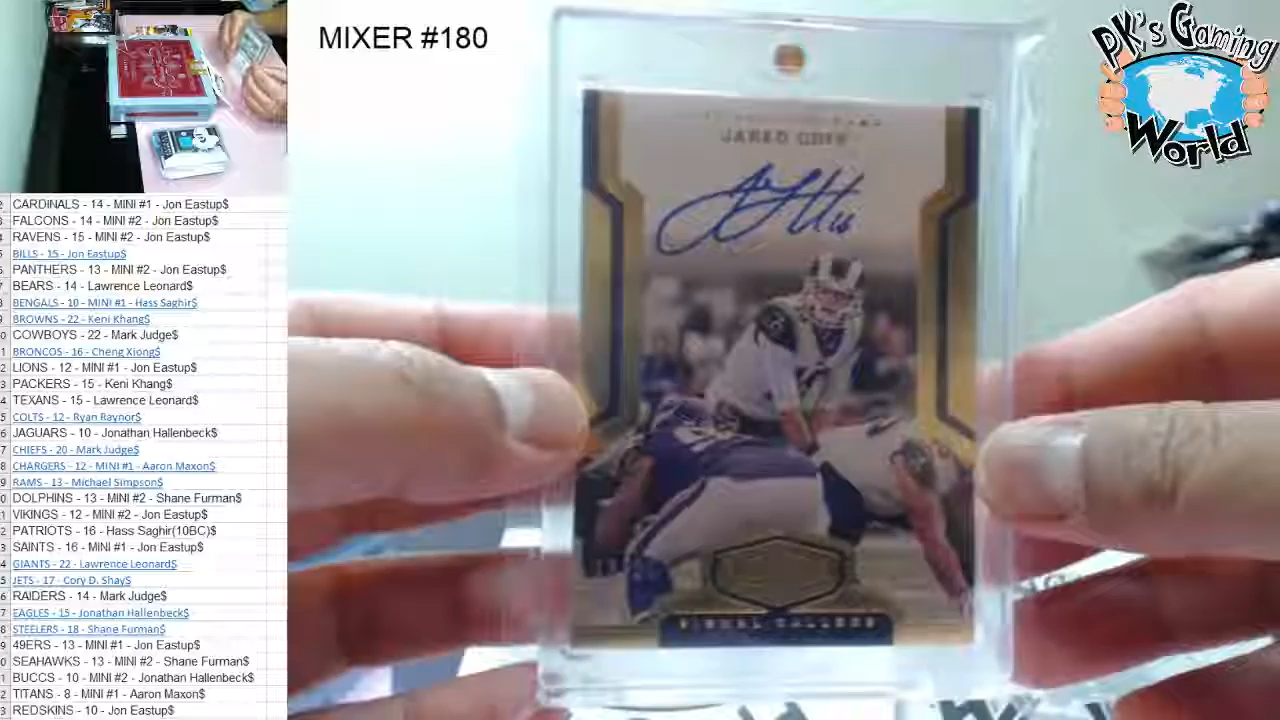 MIXER #180
PK's Gaming
World
JARED GOFF
SIGNAL CALLERS
CARDINALS - 14 - MINI #1 - Jon Eastup$
FALCONS - 14 - MINI #2 - Jon Eastup$
RAVENS - 15 - MINI #2 - Jon Eastup$
BILLS - 15 - Jon Eastup$
PANTHERS - 13 - MINI #2 - Jon Eastup$
BEARS - 14 - Lawrence Leonard$
BENGALS - 10 - MINI #1 - Hass Saghir$
BROWNS - 22 - Keni Khang$
COWBOYS - 22 - Mark Judge$
BRONCOS - 16 - Cheng Xiong$
LIONS - 12 - MINI #1 - Jon Eastup$
PACKERS - 15 - Keni Khang$
TEXANS - 15 - Lawrence Leonard$
COLTS - 12 - Ryan Raynor$
JAGUARS - 10 - Jonathan Hallenbeck$
CHIEFS - 20 - Mark Judge$
CHARGERS - 12 - MINI #1 - Aaron Maxon$
RAMS - 13 - Michael Simpson$
DOLPHINS - 13 - MINI #2 - Shane Furman$
VIKINGS - 12 - MINI #2 - Jon Eastup$
PATRIOTS - 16 - Hass Saghir(10BC)$
SAINTS - 16 - MINI #1 - Jon Eastup$
GIANTS - 22 - Lawrence Leonard$
JETS - 17 - Cory D. Shay$
RAIDERS - 14 - Mark Judge$
EAGLES - 15 - Jonathan Hallenbeck$
STEELERS - 18 - Shane Furman$
49ERS - 13 - MINI #1 - Jon Eastup$
SEAHAWKS - 13 - MINI #2 - Shane Furman$
BUCCS - 10 - MINI #2 - Jonathan Hallenbeck$
TITANS - 8 - MINI #1 - Aaron Maxon$
REDSKINS - 10 - Jon Eastup$